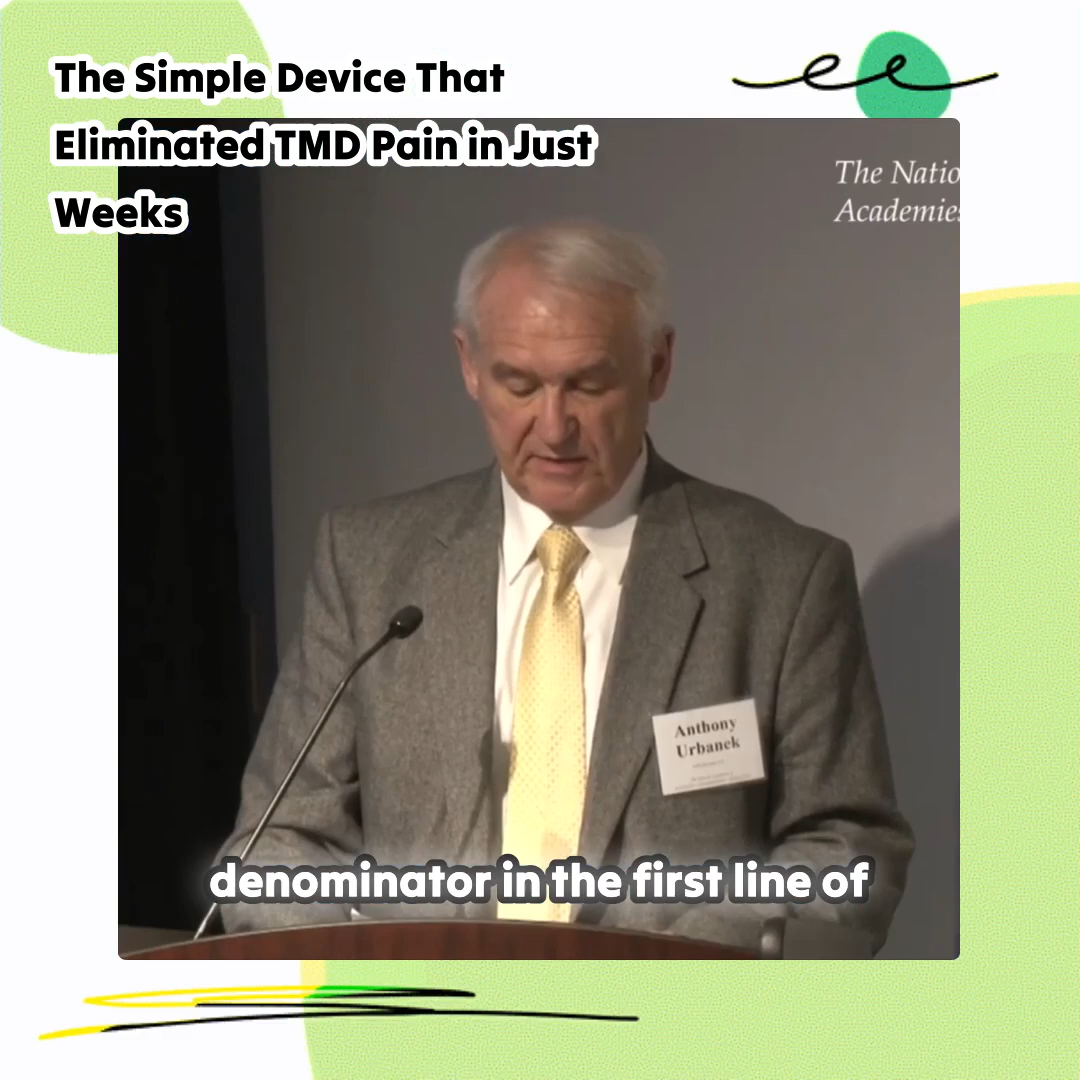 The Simple Device That
Eliminated TMD Pain in Just
Weeks
The Natio
Academies
Anthony
Urbanek
denominator in the first line of